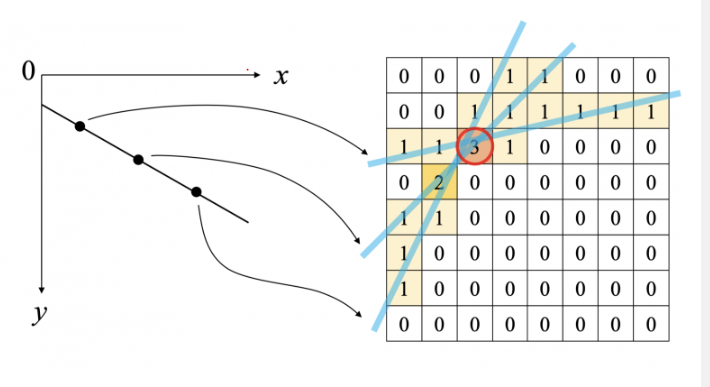 0
x
y
0 0 0 1 1 0 0 0
0 0 1 1 1 1 1 1
1 1 3 1 0 0 0 0
0 2 0 0 0 0 0 0
1 1 0 0 0 0 0 0
1 0 0 0 0 0 0 0
1 0 0 0 0 0 0 0
0 0 0 0 0 0 0 0